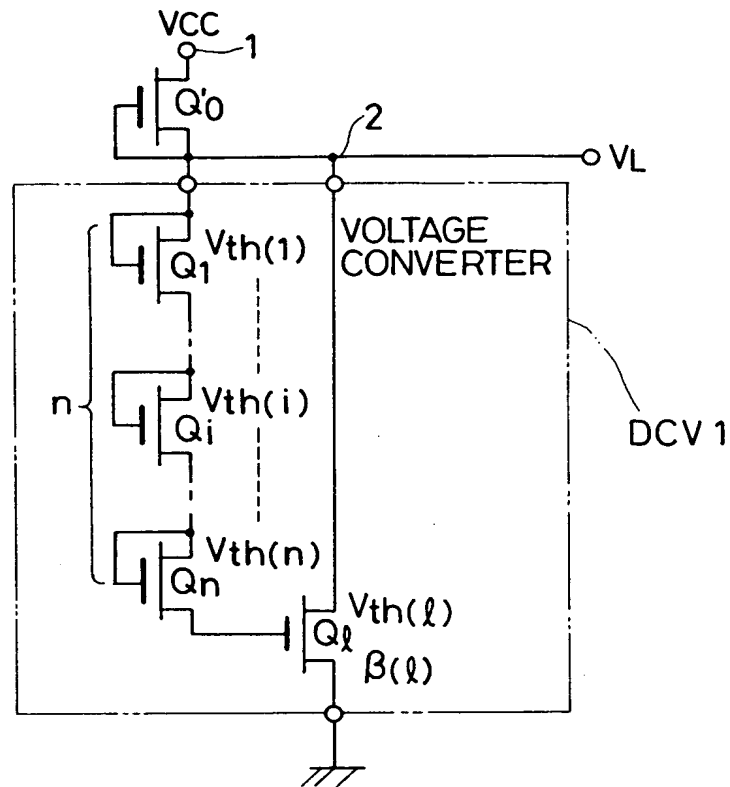 VCC
1
Q'0
2
VL
VOLTAGE
CONVERTER
Vth(1)
Q1
n
Vth(i)
Qi
DCV 1
Vth(n)
Qn
Vth(ℓ)
Qℓ
β(ℓ)